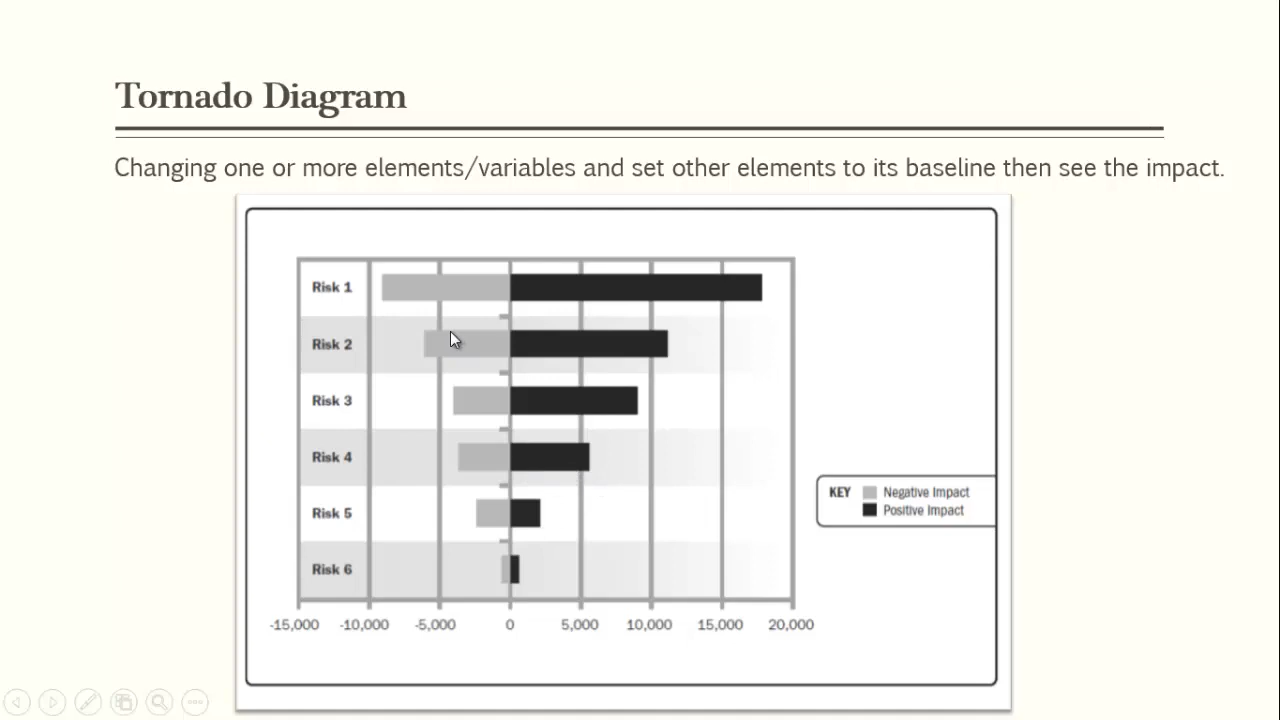 Tornado Diagram
Changing one or more elements/variables and set other elements to its baseline then see the impact.
Risk 1
Risk 2
Risk 3
Risk 4
Risk 5
Risk 6
KEY Negative Impact
Positive Impact
-15,000 -10,000 -5,000 0 5,000 10,000 15,000 20,000